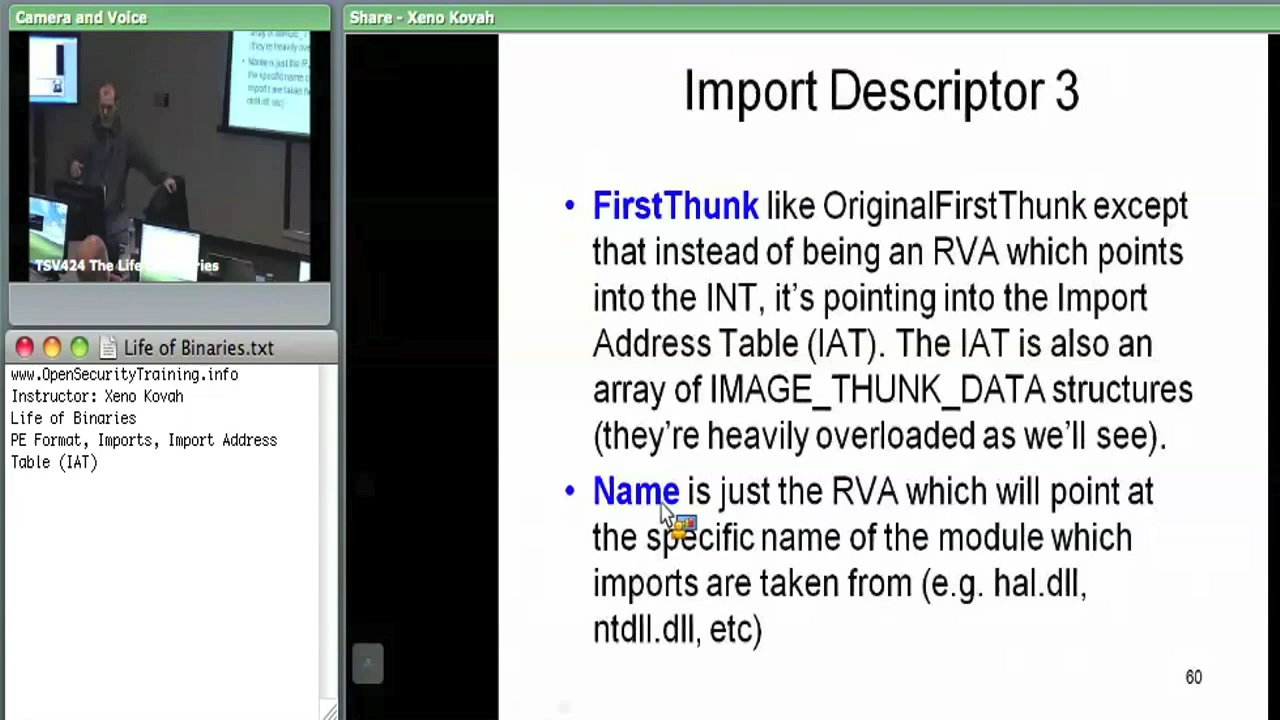 Camera and Voice
TSV424 The Life of Binaries
Life of Binaries.txt
www.OpenSecurityTraining.info
Instructor: Xeno Kovah
Life of Binaries
PE Format, Imports, Import Address
Table (IAT)
Share - Xeno Kovah
Import Descriptor 3
• FirstThunk like OriginalFirstThunk except
that instead of being an RVA which points
into the INT, it’s pointing into the Import
Address Table (IAT). The IAT is also an
array of IMAGE_THUNK_DATA structures
(they’re heavily overloaded as we’ll see).
• Name is just the RVA which will point at
the specific name of the module which
imports are taken from (e.g. hal.dll,
ntdll.dll, etc)
60